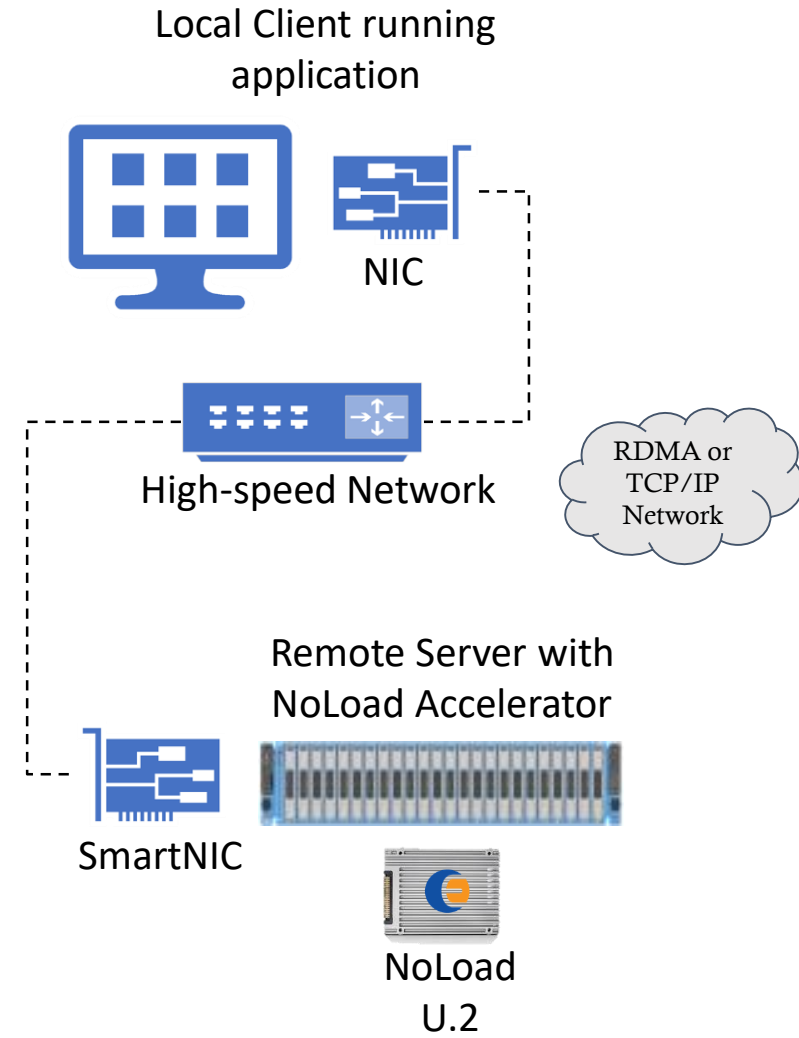 Local Client running
application
NIC
High-speed Network
RDMA or
TCP/IP
Network
Remote Server with
NoLoad Accelerator
SmartNIC
NoLoad
U.2